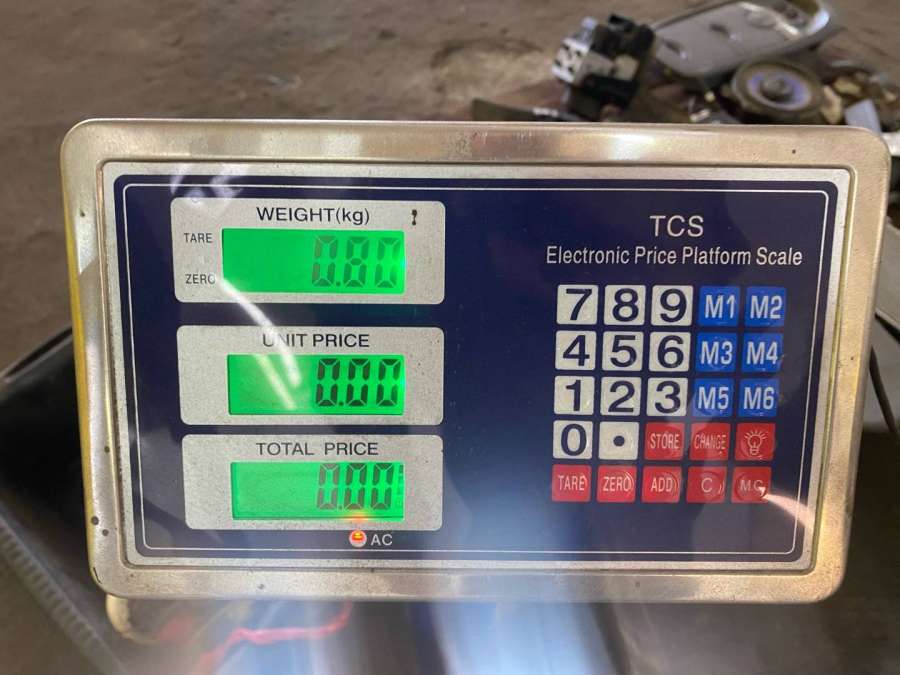 WEIGHT(kg)
TARE
0.80
ZERO
UNIT PRICE
0.00
TOTAL PRICE
0.00
AC
TCS
Electronic Price Platform Scale
7 8 9 M1 M2
4 5 6 M3 M4
1 2 3 M5 M6
0 . STORE CHANGE
TARE ZERO ADD C M.C